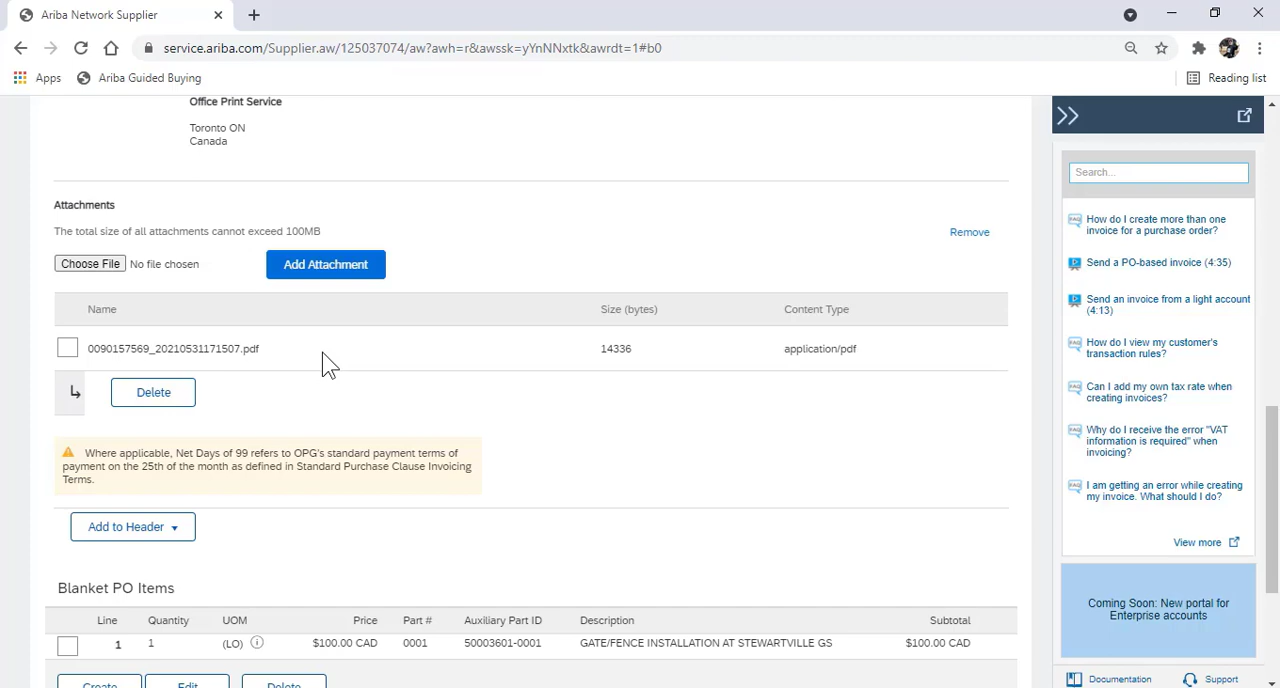 Ariba Network Supplier
service.ariba.com/Supplier.aw/125037074/aw?awh=r&awssk=yYnNNxtk&awrdt=1#b0
Apps
Ariba Guided Buying
Reading list
Office Print Service
Toronto ON
Canada
Attachments
The total size of all attachments cannot exceed 100MB
Remove
Choose File No file chosen
Add Attachment
Name Size (bytes) Content Type
0090157569_20210531171507.pdf 14336 application/pdf
Delete
Where applicable, Net Days of 99 refers to OPG's standard payment terms of
payment on the 25th of the month as defined in Standard Purchase Clause Invoicing
Terms.
Add to Header
Blanket PO Items
Line Quantity UOM Price Part # Auxiliary Part ID Description Subtotal
1 1 (LO) $100.00 CAD 0001 50003601-0001 GATE/FENCE INSTALLATION AT STEWARTVILLE GS $100.00 CAD
Create Edit Delete
Search...
FAQ How do I create more than one
invoice for a purchase order?
Send a PO-based invoice (4:35)
Send an invoice from a light account
(4:13)
FAQ How do I view my customer's
transaction rules?
FAQ Can I add my own tax rate when
creating invoices?
FAQ Why do I receive the error "VAT
information is required" when
invoicing?
FAQ I am getting an error while creating
my invoice. What should I do?
View more
Coming Soon: New portal for
Enterprise accounts
Documentation Support